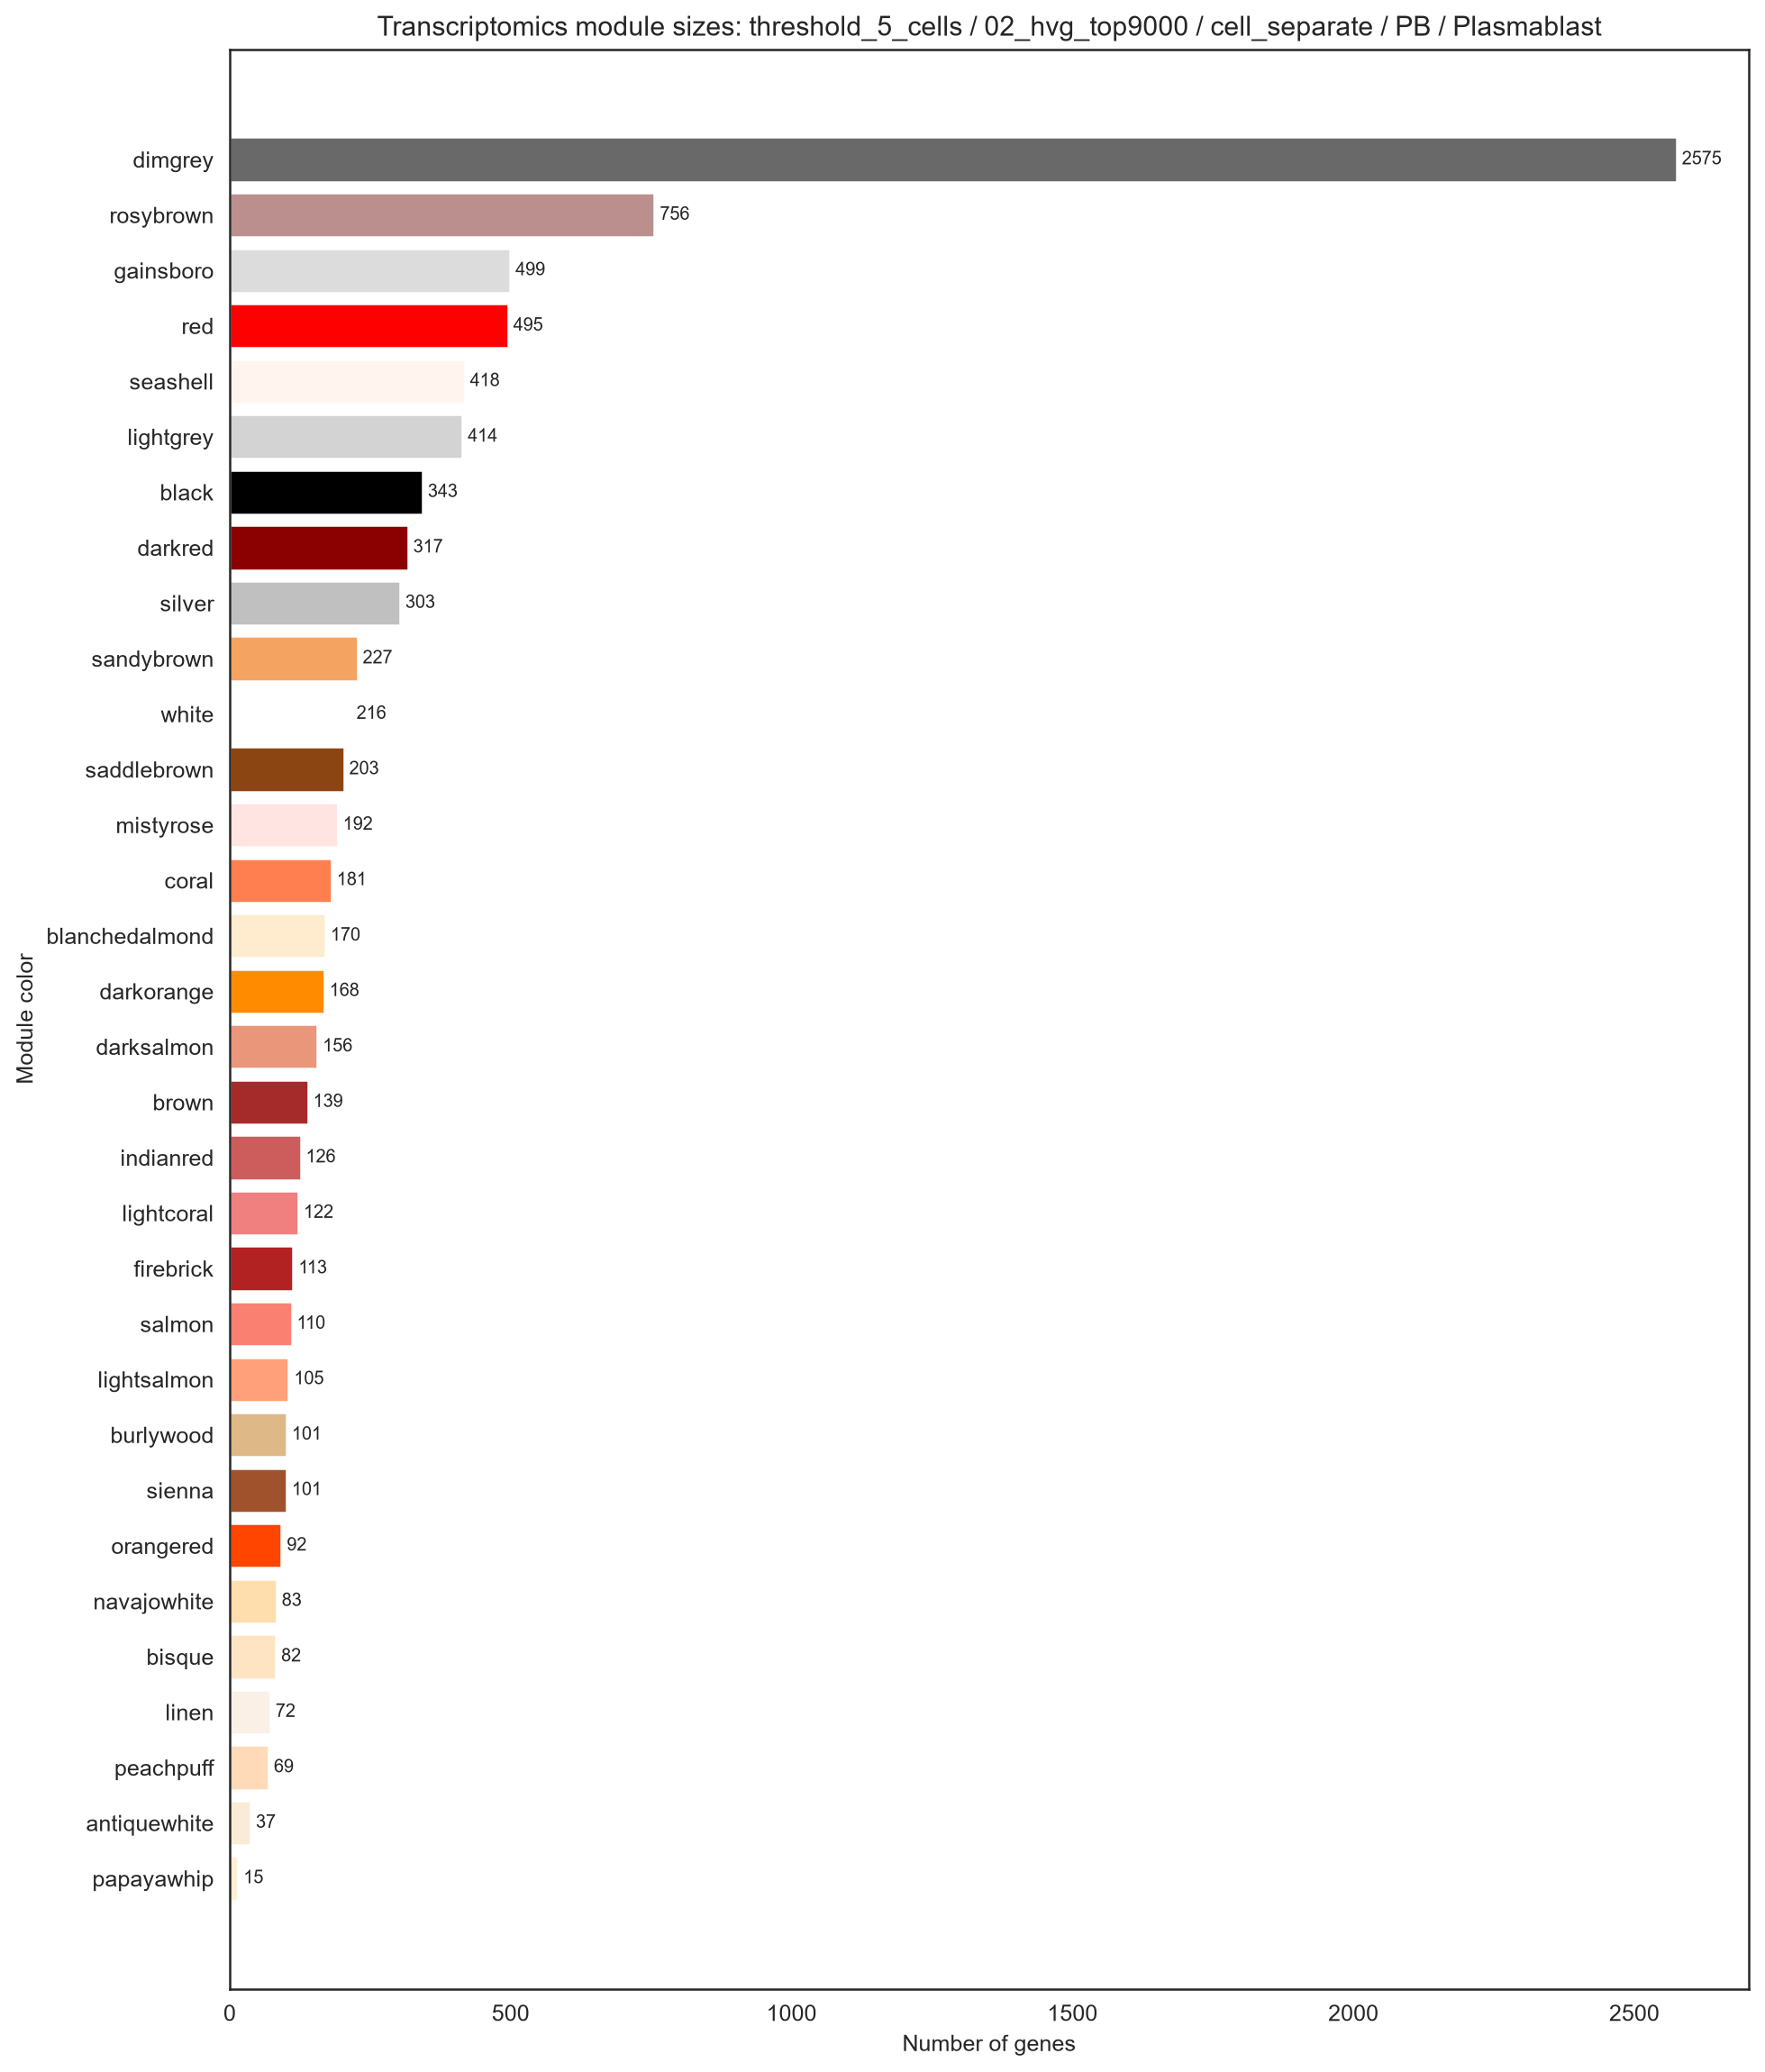 Transcriptomics module sizes: threshold_5_cells / 02_hvg_top9000 / cell_separate / PB / Plasmablast
dimgrey 2575
rosybrown 756
gainsboro 499
red 495
seashell 418
lightgrey 414
black 343
darkred 317
silver 303
sandybrown 227
white 216
saddlebrown 203
mistyrose 192
coral 181
blanchedalmond 170
darkorange 168
darksalmon 156
brown 139
indianred 126
lightcoral 122
firebrick 113
salmon 110
lightsalmon 105
burlywood 101
sienna 101
orangered 92
navajowhite 83
bisque 82
linen 72
peachpuff 69
antiquewhite 37
papayawhip 15
Module color
0 500 1000 1500 2000 2500
Number of genes